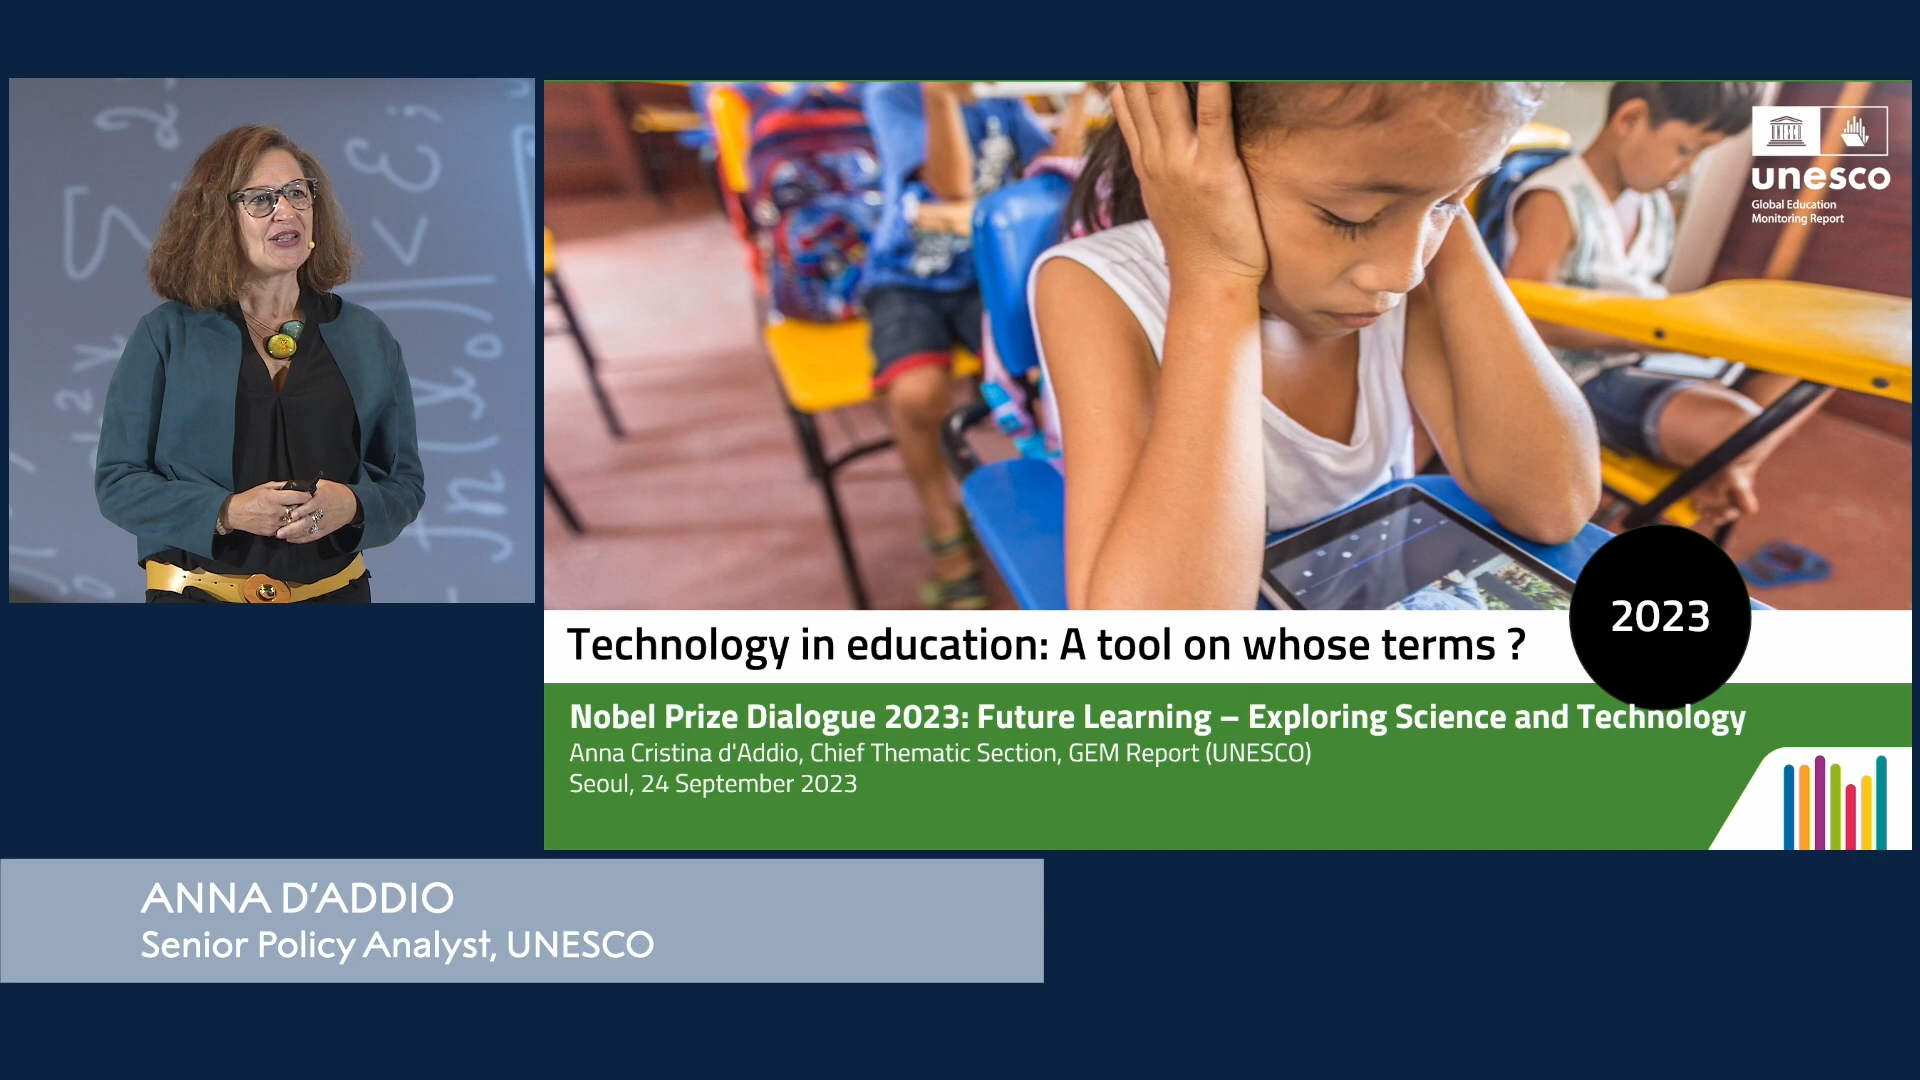 unesco
Global Education
Monitoring Report
2023
Technology in education: A tool on whose terms ?
Nobel Prize Dialogue 2023: Future Learning – Exploring Science and Technology
Anna Cristina d'Addio, Chief Thematic Section, GEM Report (UNESCO)
Seoul, 24 September 2023
ANNA D'ADDIO
Senior Policy Analyst, UNESCO